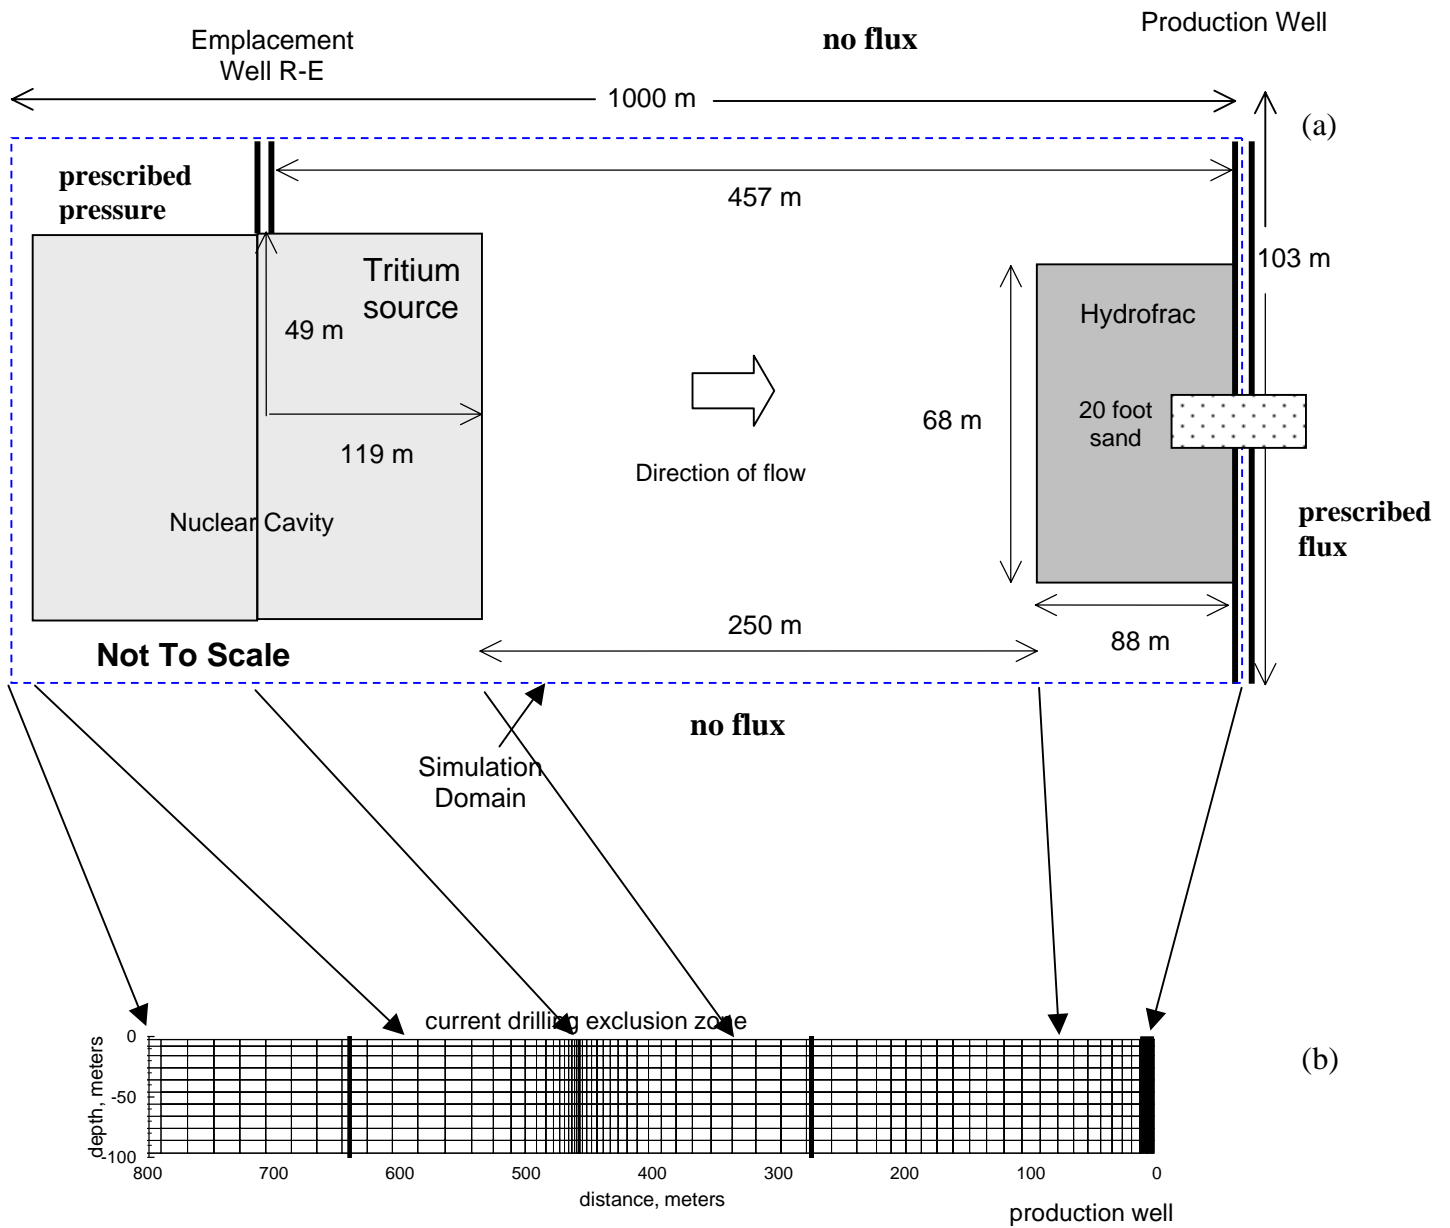 Emplacement
Well R-E
no flux
Production Well
1000 m
(a)
prescribed
pressure
457 m
103 m
Tritium
source
49 m
Hydrofrac
20 foot
sand
68 m
119 m
Direction of flow
Nuclear Cavity
prescribed
flux
250 m
88 m
Not To Scale
no flux
Simulation
Domain
current drilling exclusion zone
(b)
depth, meters
0
-50
-100
800 700 600 500 400 300 200 100 0
distance, meters
production well